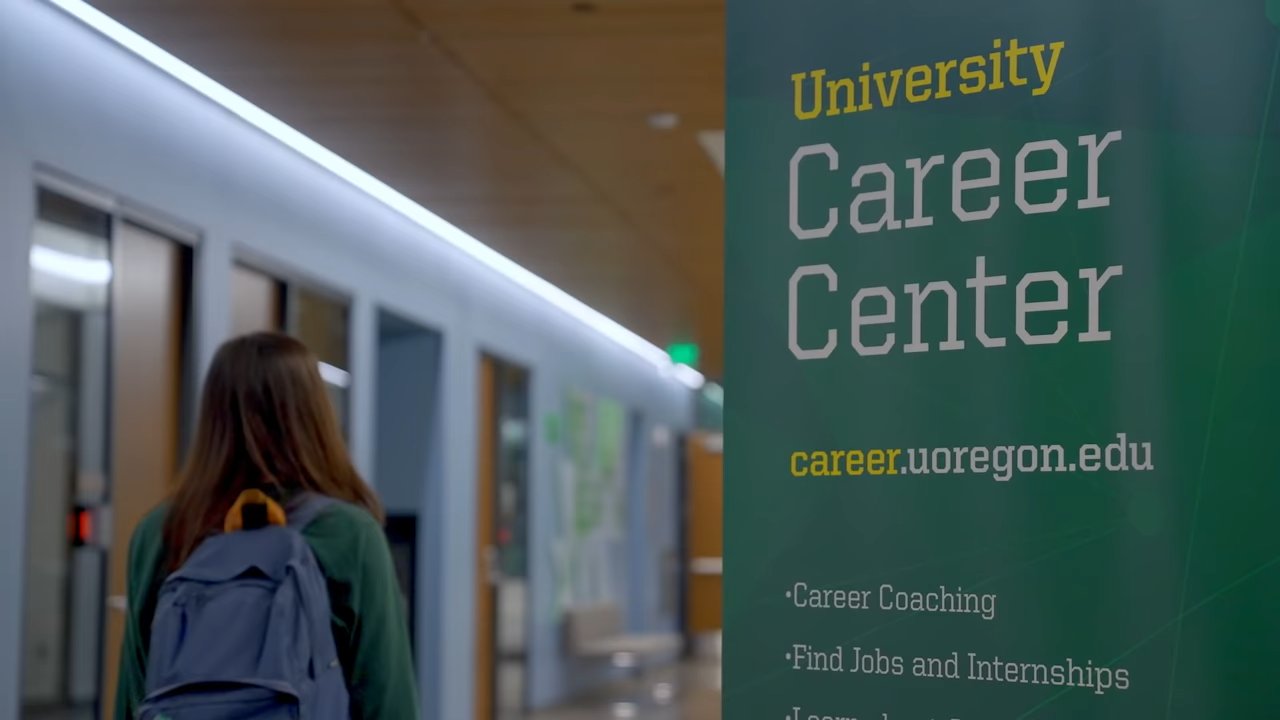 University
Career
Center
career.uoregon.edu
•Career Coaching
•Find Jobs and Internships